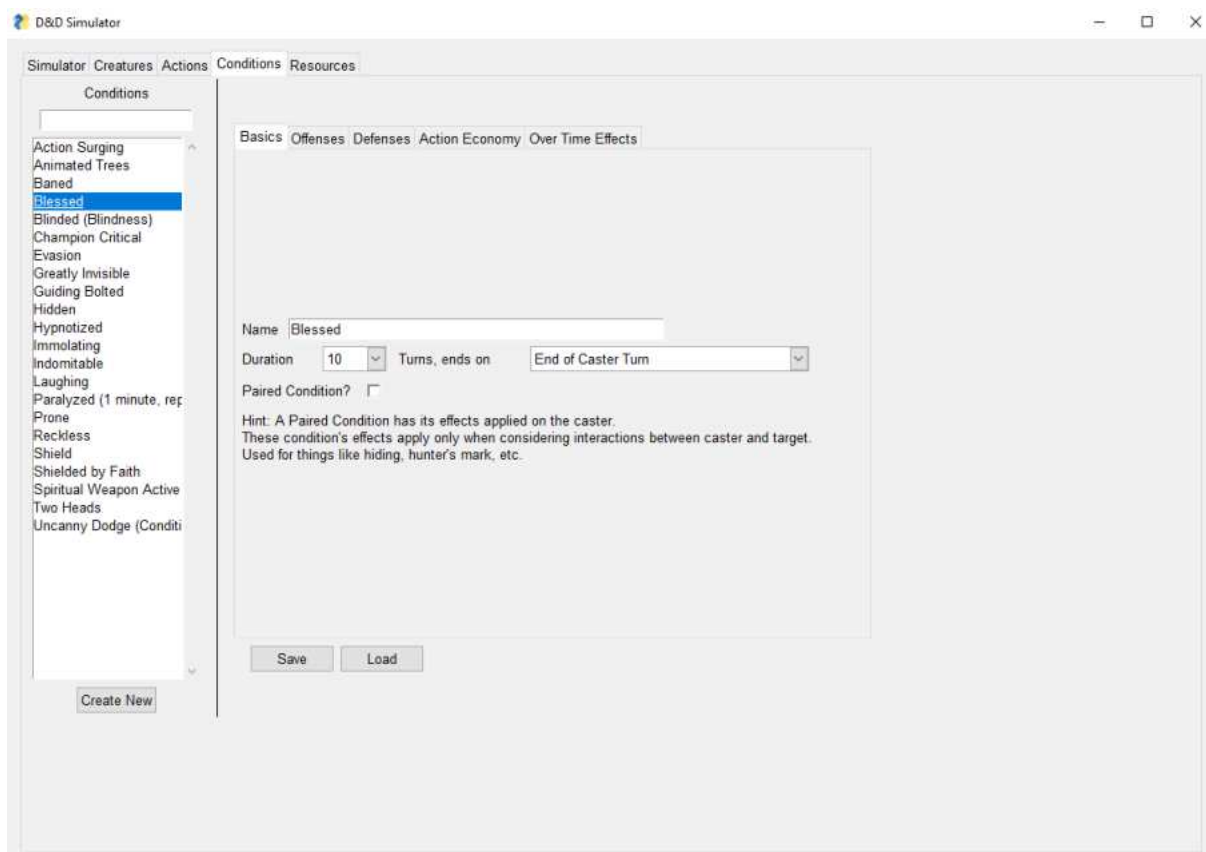 D&D Simulator
Simulator Creatures Actions Conditions Resources
Conditions
Action Surging
Animated Trees
Baned
Blessed
Blinded (Blindness)
Champion Critical
Evasion
Greatly Invisible
Guiding Bolted
Hidden
Hypnotized
Immolating
Indomitable
Laughing
Paralyzed (1 minute, rep
Prone
Reckless
Shield
Shielded by Faith
Spiritual Weapon Active
Two Heads
Uncanny Dodge (Conditi
Create New
Basics Offenses Defenses Action Economy Over Time Effects
Name Blessed
Duration 10 Turns, ends on End of Caster Turn
Paired Condition?
Hint: A Paired Condition has its effects applied on the caster.
These condition's effects apply only when considering interactions between caster and target.
Used for things like hiding, hunter's mark, etc.
Save Load